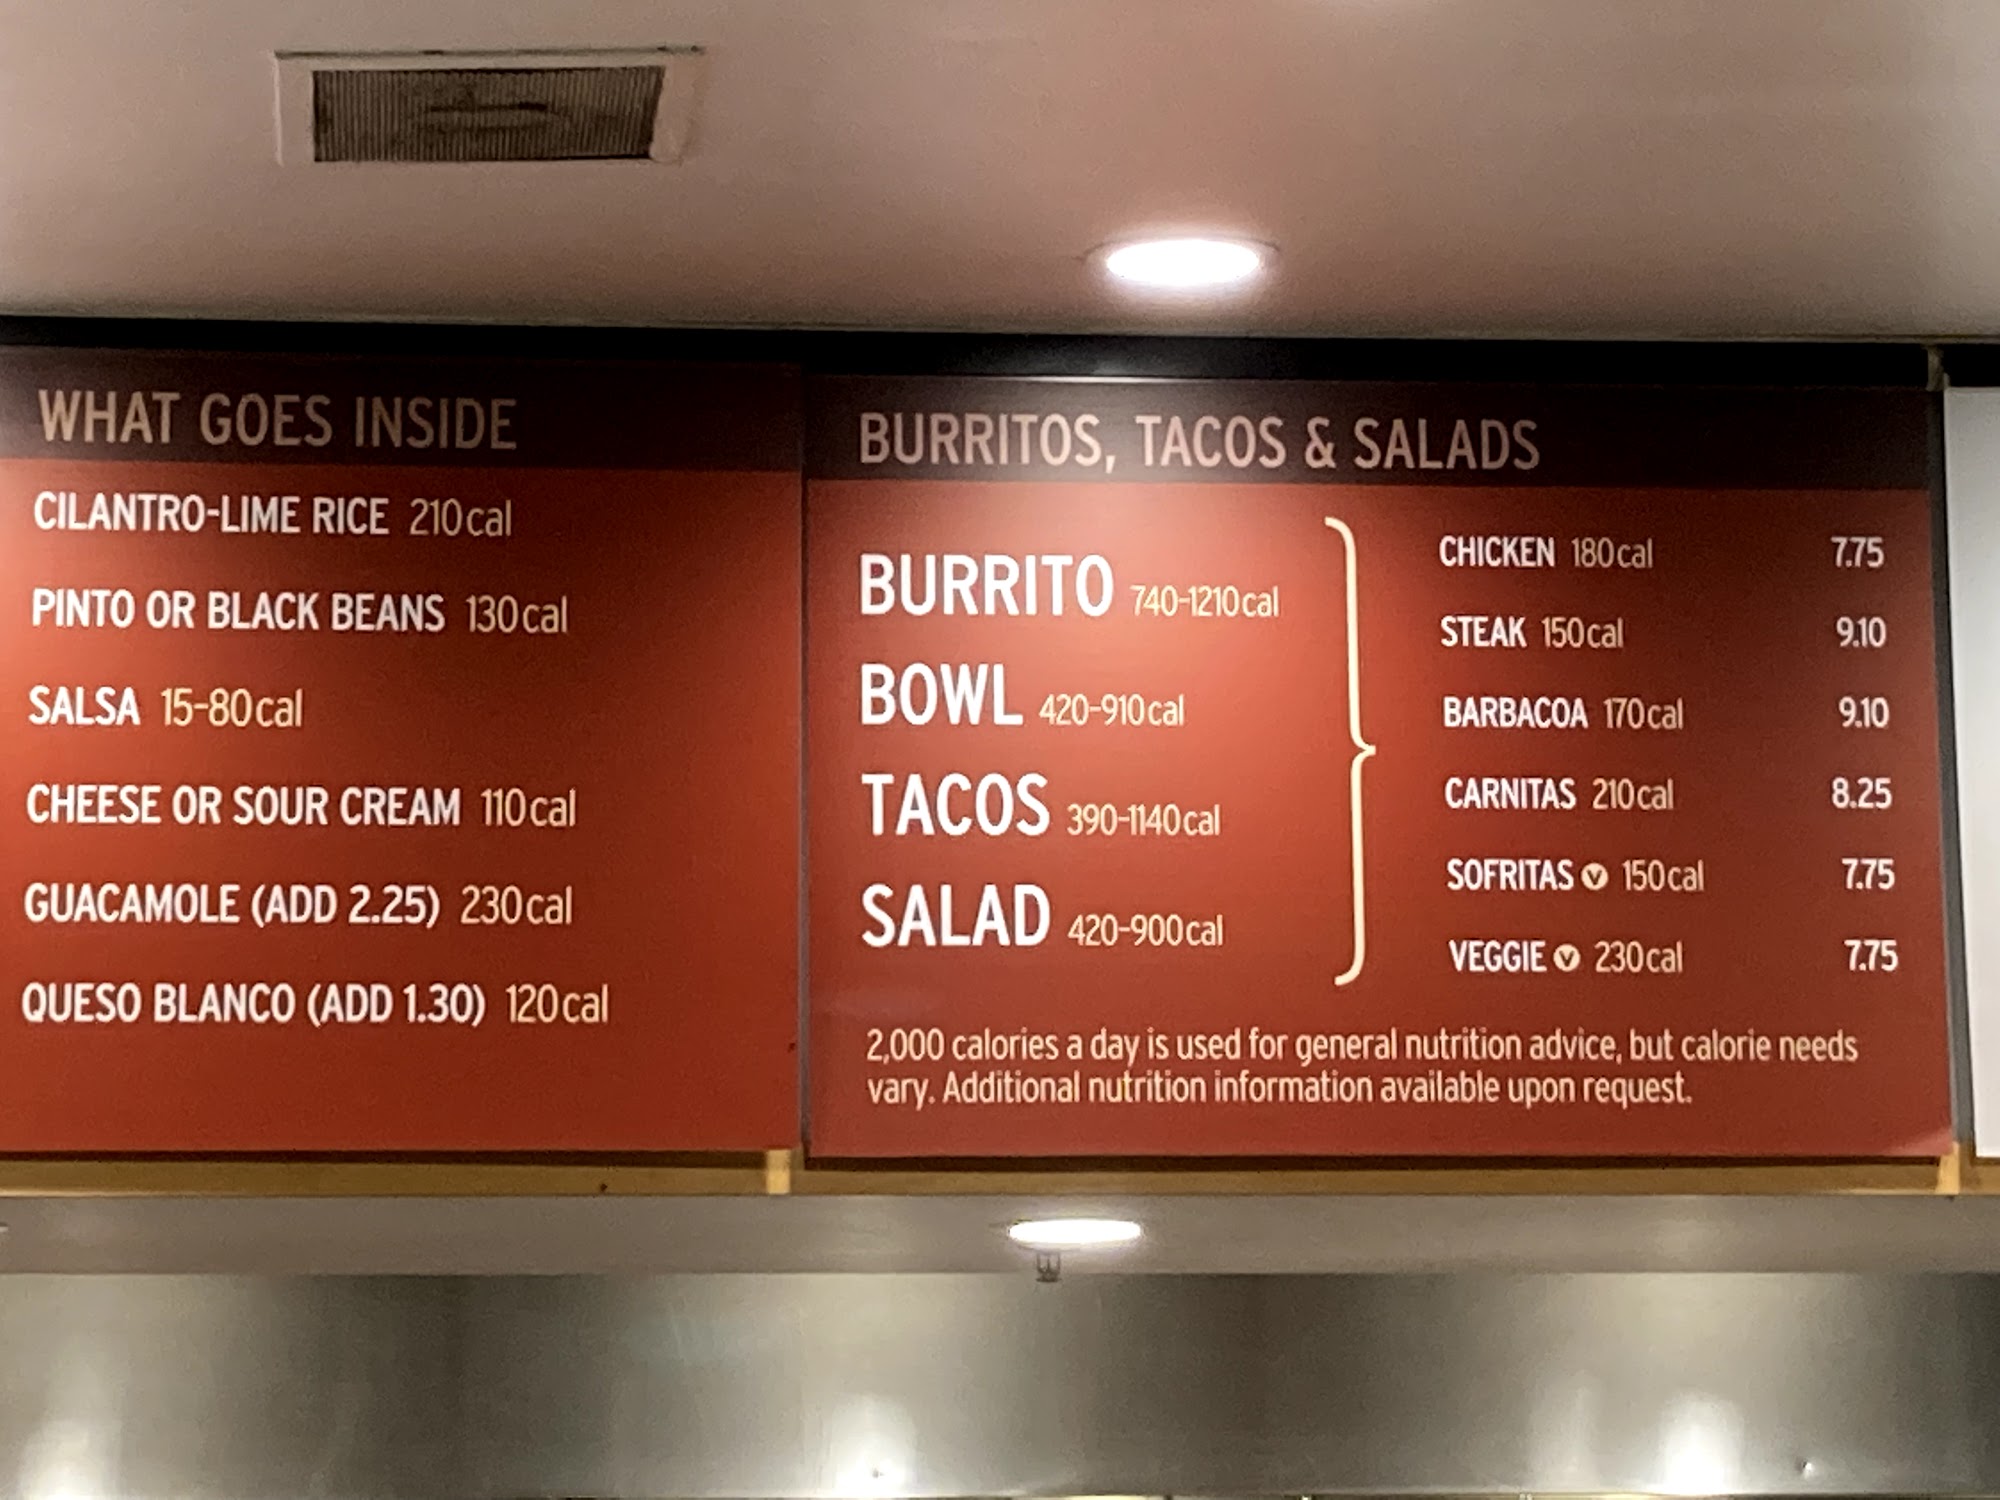 WHAT GOES INSIDE
CILANTRO-LIME RICE 210cal
PINTO OR BLACK BEANS 130cal
SALSA 15-80cal
CHEESE OR SOUR CREAM 110cal
GUACAMOLE (ADD 2.25) 230cal
QUESO BLANCO (ADD 1.30) 120cal
BURRITOS, TACOS & SALADS
BURRITO 740-1210cal
BOWL 420-910cal
TACOS 390-1140cal
SALAD 420-900cal
CHICKEN 180cal 7.75
STEAK 150cal 9.10
BARBACOA 170cal 9.10
CARNITAS 210cal 8.25
SOFRITAS V 150cal 7.75
VEGGIE V 230cal 7.75
2,000 calories a day is used for general nutrition advice, but calorie needs
vary. Additional nutrition information available upon request.